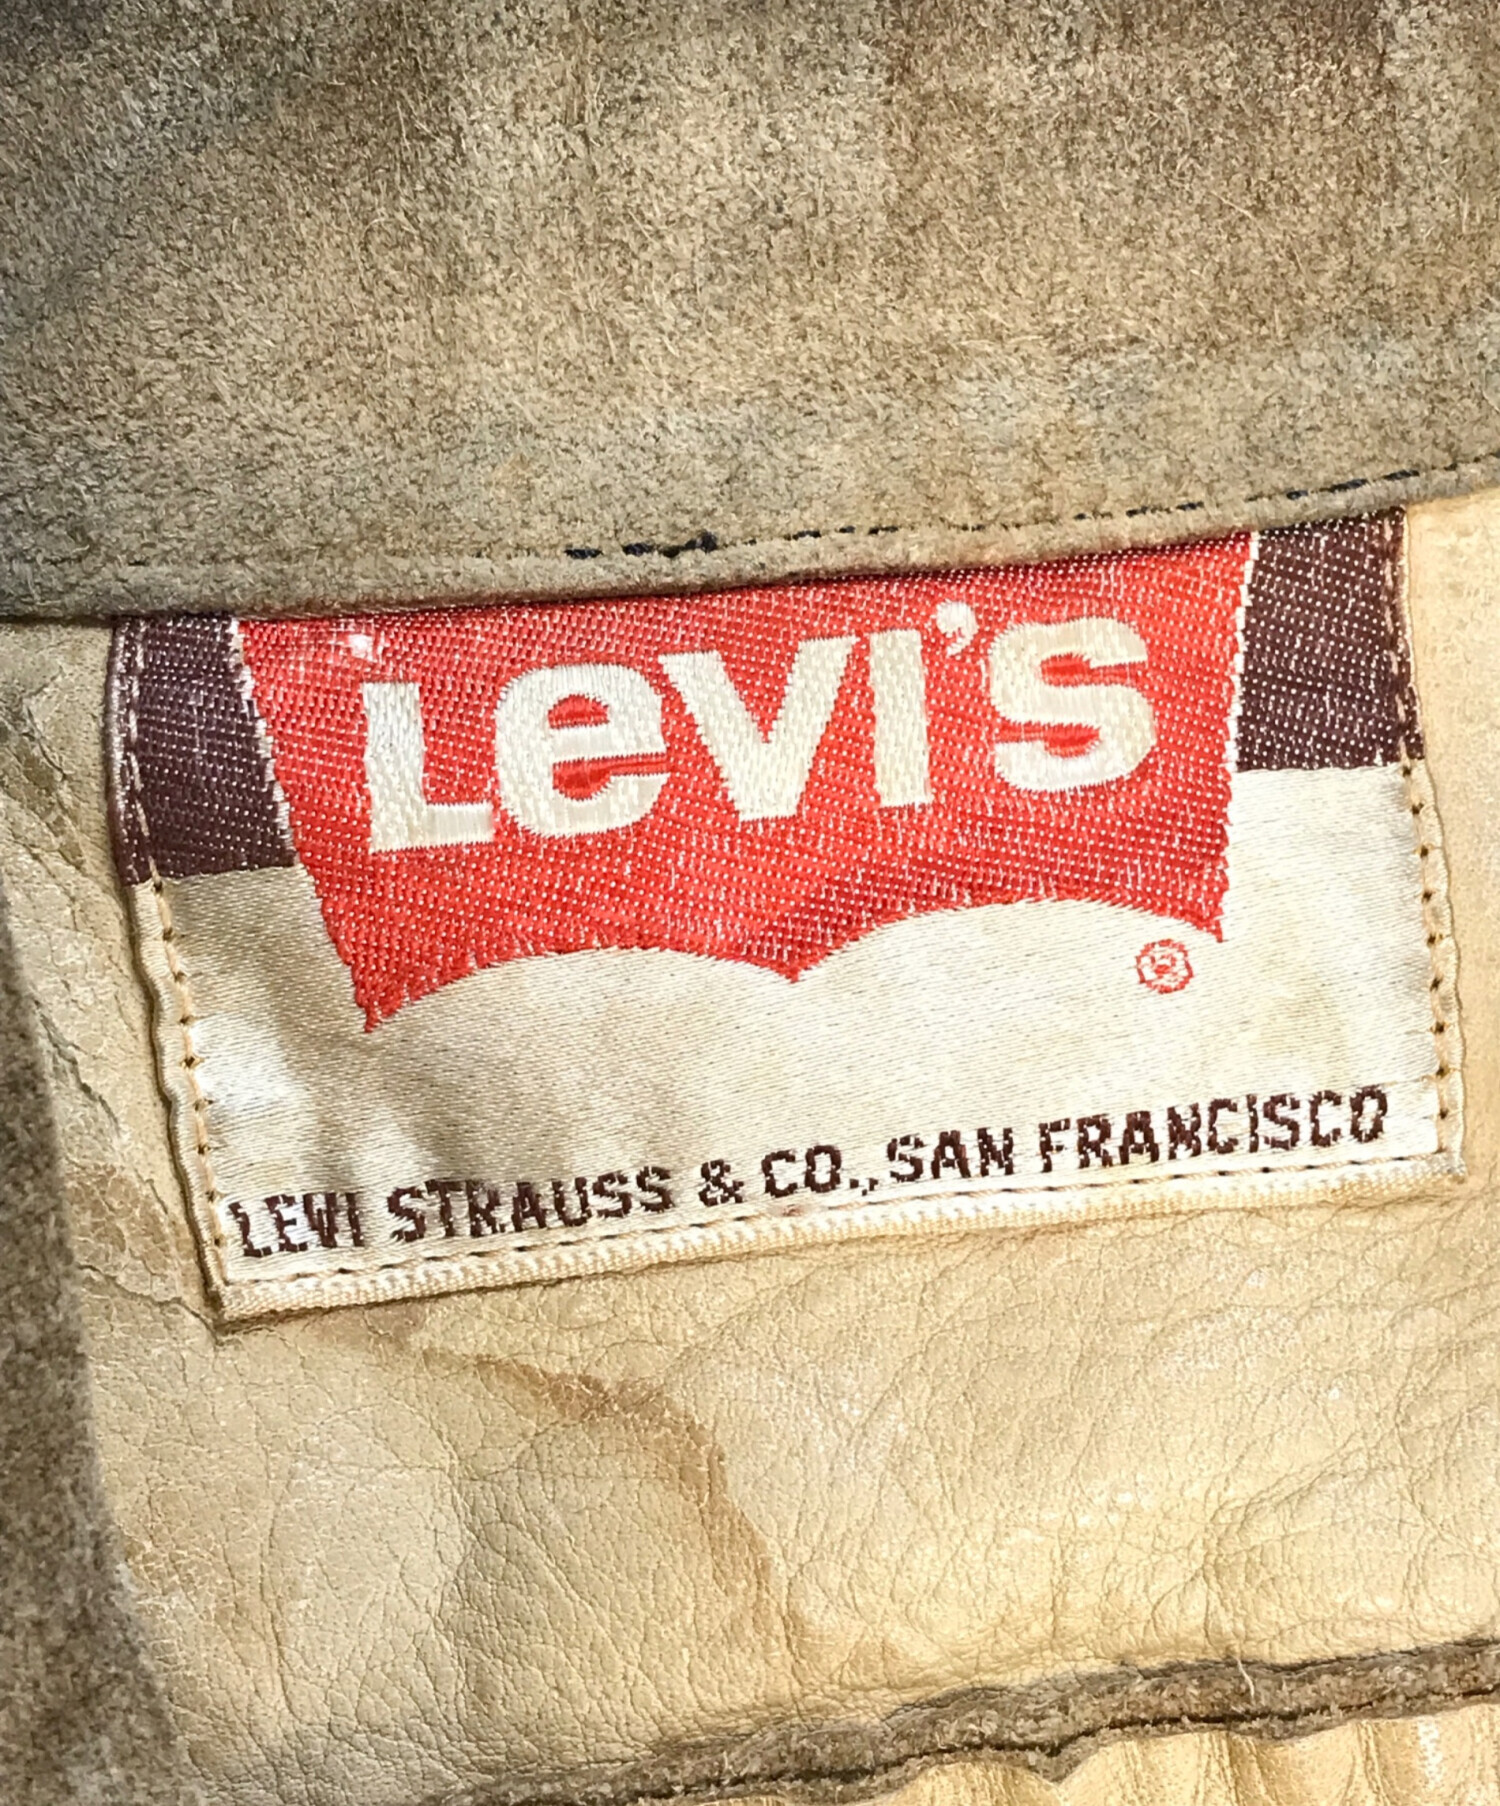 Levi's
®
LEVI STRAUSS & CO., SAN FRANCISCO